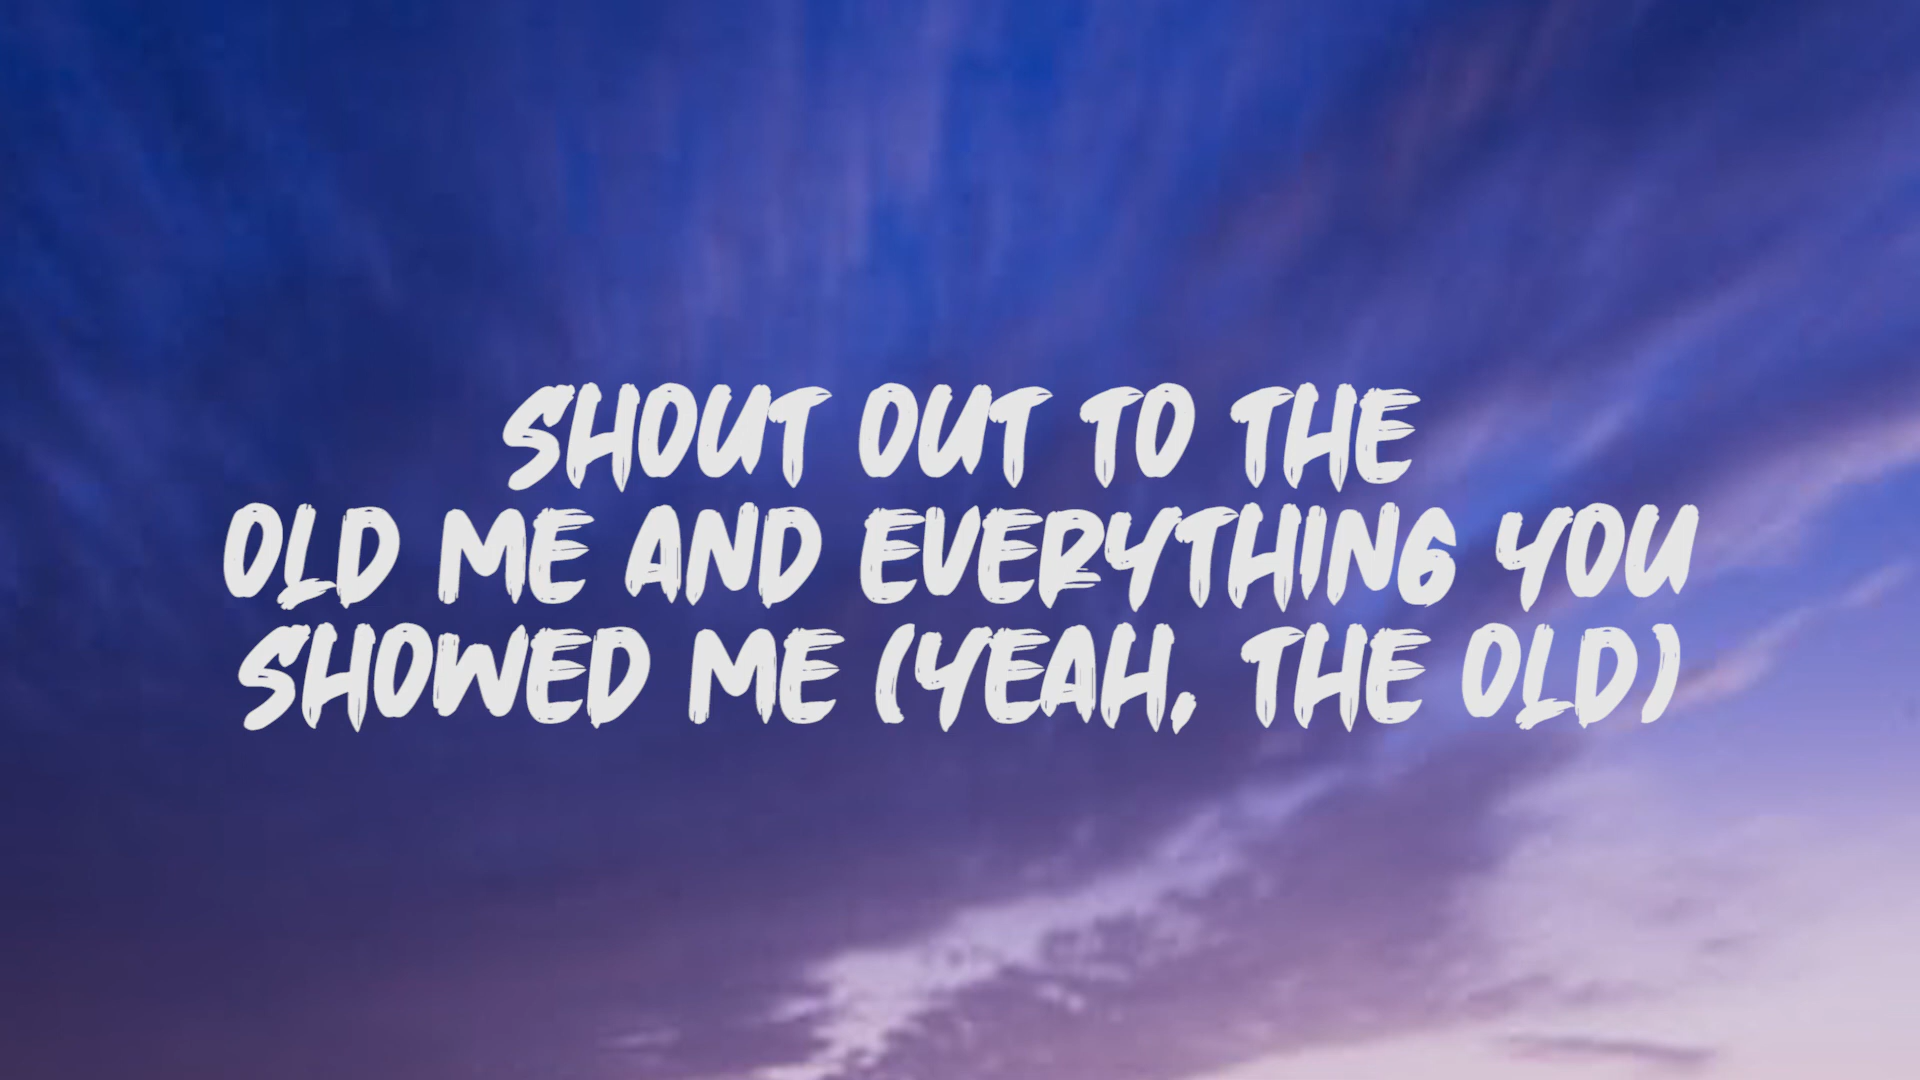 SHOUT OUT TO THE
OLD ME AND EVERYTHING YOU
SHOWED ME (YEAH, THE OLD)